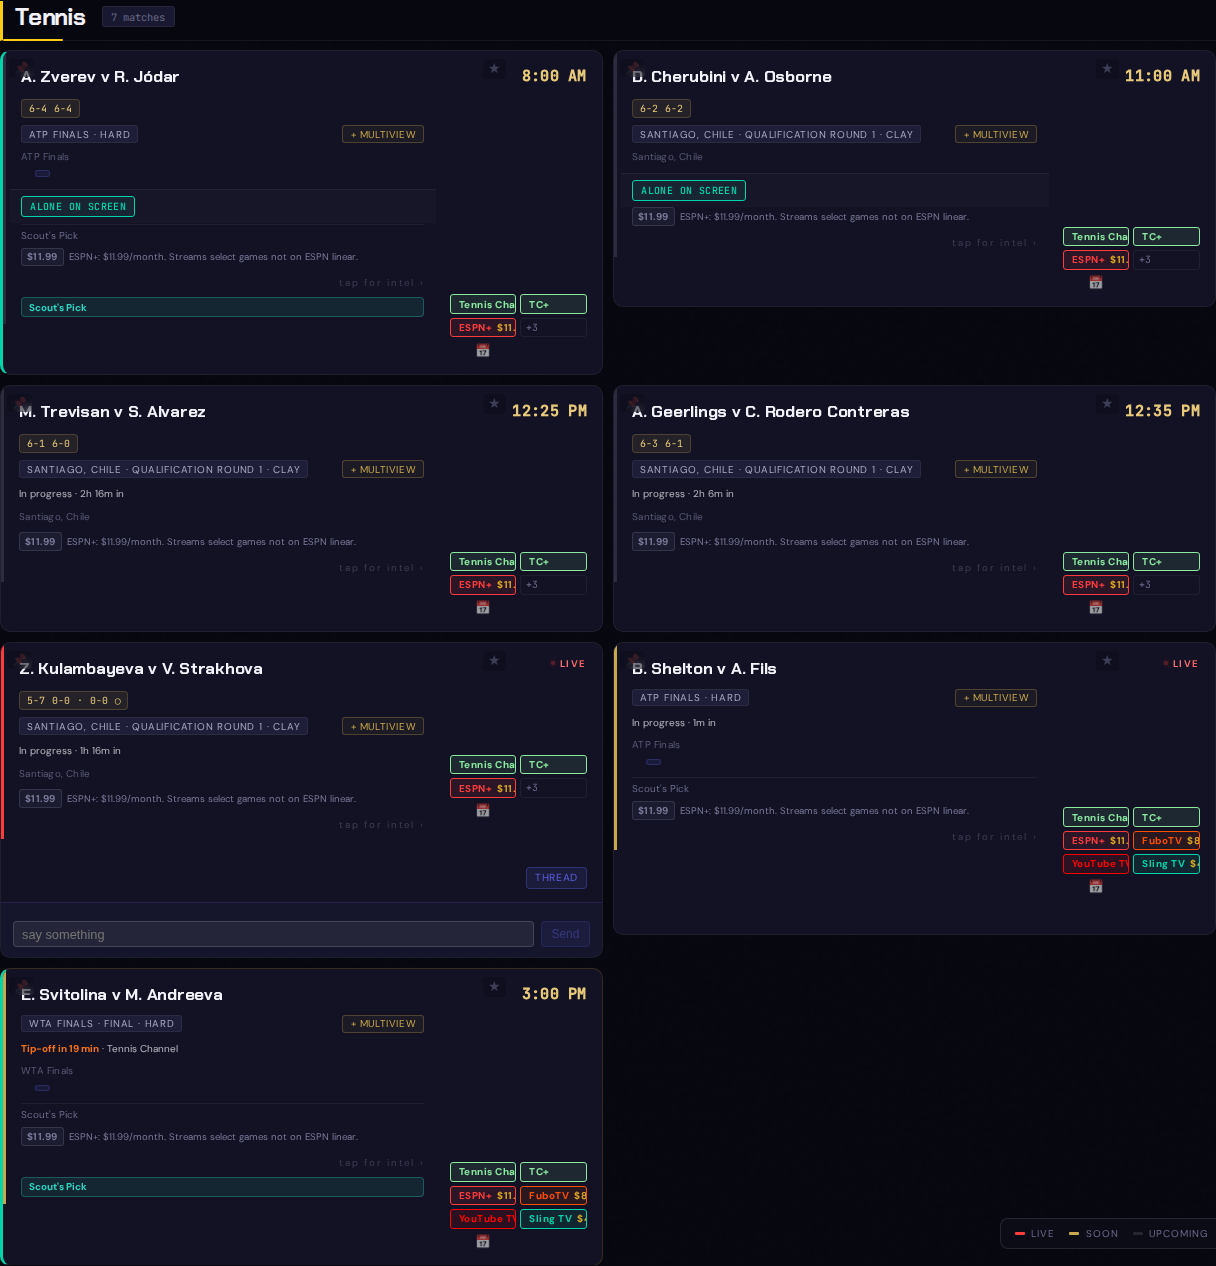 Tennis 7 matches
A. Zverev v R. Jódar ★ 8:00 AM
6-4 6-4
ATP FINALS · HARD + MULTIVIEW
ATP Finals
ALONE ON SCREEN
Scout's Pick
$11.99 ESPN+: $11.99/month. Streams select games not on ESPN linear.
tap for intel ›
Scout's Pick
Tennis Cha TC+
ESPN+ $11. +3
17
D. Cherubini v A. Osborne ★ 11:00 AM
6-2 6-2
SANTIAGO, CHILE · QUALIFICATION ROUND 1 · CLAY + MULTIVIEW
Santiago, Chile
ALONE ON SCREEN
$11.99 ESPN+: $11.99/month. Streams select games not on ESPN linear.
tap for intel ›
Tennis Cha TC+
ESPN+ $11. +3
17
M. Trevisan v S. Alvarez ★ 12:25 PM
6-1 6-0
SANTIAGO, CHILE · QUALIFICATION ROUND 1 · CLAY + MULTIVIEW
In progress · 2h 16m in
Santiago, Chile
$11.99 ESPN+: $11.99/month. Streams select games not on ESPN linear.
tap for intel ›
Tennis Cha TC+
ESPN+ $11. +3
17
A. Geerlings v C. Rodero Contreras ★ 12:35 PM
6-3 6-1
SANTIAGO, CHILE · QUALIFICATION ROUND 1 · CLAY + MULTIVIEW
In progress · 2h 6m in
Santiago, Chile
$11.99 ESPN+: $11.99/month. Streams select games not on ESPN linear.
tap for intel ›
Tennis Cha TC+
ESPN+ $11. +3
17
Z. Kulambayeva v V. Strakhova ★ LIVE
5-7 0-0 · 0-0 ○
SANTIAGO, CHILE · QUALIFICATION ROUND 1 · CLAY + MULTIVIEW
In progress · 1h 16m in
Santiago, Chile
$11.99 ESPN+: $11.99/month. Streams select games not on ESPN linear.
tap for intel ›
Tennis Cha TC+
ESPN+ $11. +3
17
THREAD
say something Send
B. Shelton v A. Fils ★ LIVE
ATP FINALS · HARD + MULTIVIEW
In progress · 1m in
ATP Finals
Scout's Pick
$11.99 ESPN+: $11.99/month. Streams select games not on ESPN linear.
tap for intel ›
Tennis Cha TC+
ESPN+ $11. FuboTV $8
YouTube TV Sling TV $4
17
E. Svitolina v M. Andreeva ★ 3:00 PM
WTA FINALS · FINAL · HARD + MULTIVIEW
Tip-off in 19 min · Tennis Channel
WTA Finals
Scout's Pick
$11.99 ESPN+: $11.99/month. Streams select games not on ESPN linear.
tap for intel ›
Scout's Pick
Tennis Cha TC+
ESPN+ $11. FuboTV $8
YouTube TV Sling TV $4
17
LIVE SOON UPCOMING